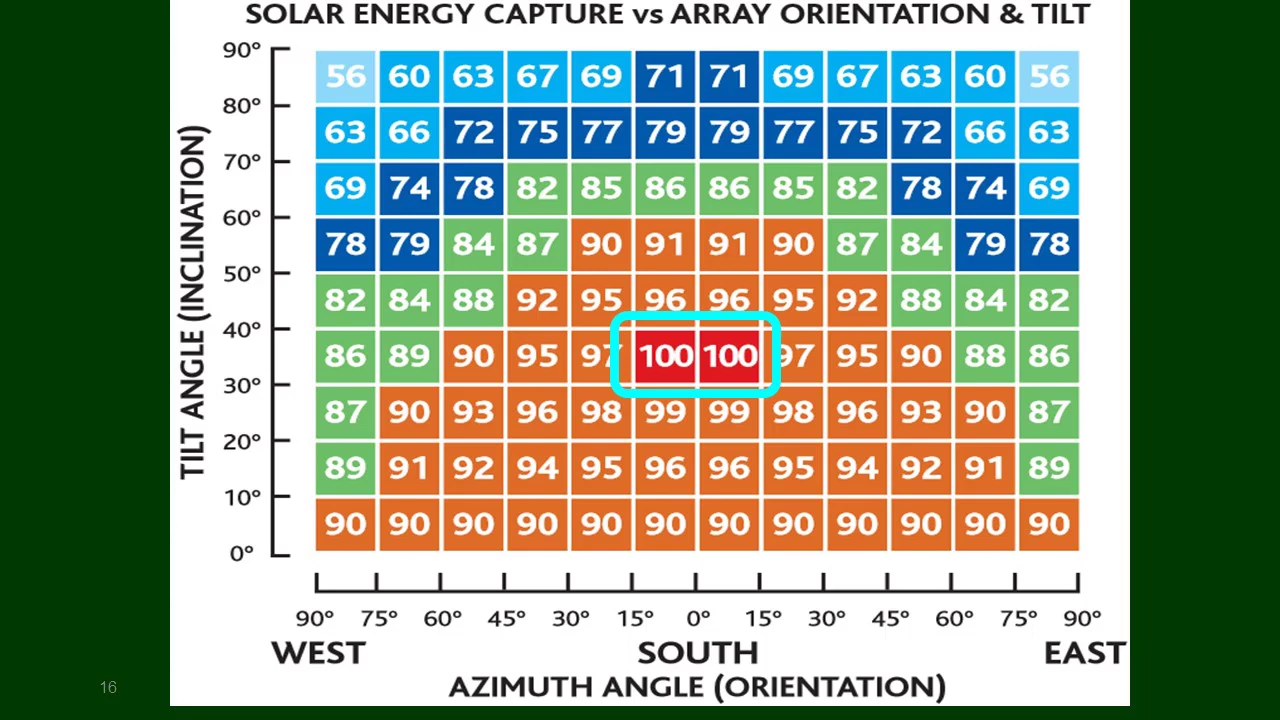 SOLAR ENERGY CAPTURE vs ARRAY ORIENTATION & TILT
90°
56 60 63 67 69 71 71 69 67 63 60 56
80°
63 66 72 75 77 79 79 77 75 72 66 63
70°
69 74 78 82 85 86 86 85 82 78 74 69
60°
78 79 84 87 90 91 91 90 87 84 79 78
50°
82 84 88 92 95 96 96 95 92 88 84 82
40°
86 89 90 95 97 100 100 97 95 90 88 86
30°
87 90 93 96 98 99 99 98 96 93 90 87
20°
89 91 92 94 95 96 96 95 94 92 91 89
10°
90 90 90 90 90 90 90 90 90 90 90 90
0°
TILT ANGLE (INCLINATION)
90° 75° 60° 45° 30° 15° 0° 15° 30° 45° 60° 75° 90°
WEST SOUTH EAST
AZIMUTH ANGLE (ORIENTATION)
16